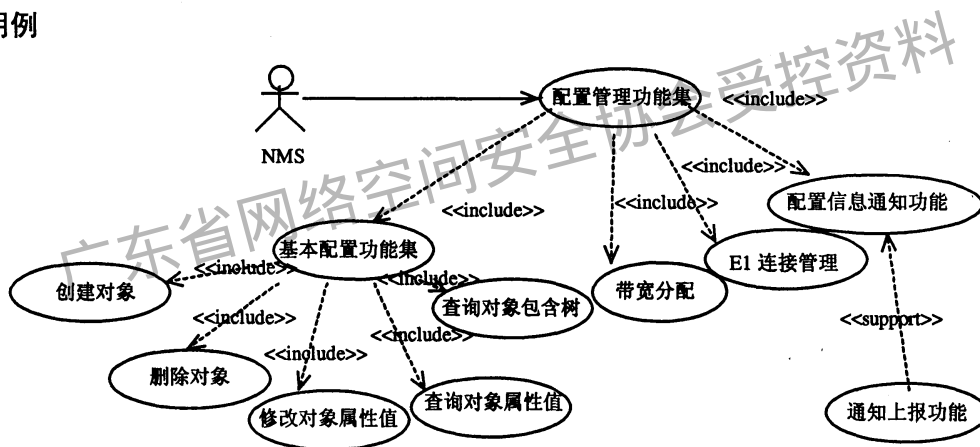 用例
广东省网络空间安全协会受控资料
NMS
配置管理功能集
<<include>>
<<include>>
<<include>>
<<include>>
配置信息通知功能
基本配置功能集
E1 连接管理
<<include>>
<<include>>
创建对象
查询对象包含树
带宽分配
<<include>>
<<support>>
<<include>>
<<include>>
删除对象
修改对象属性值
查询对象属性值
通知上报功能